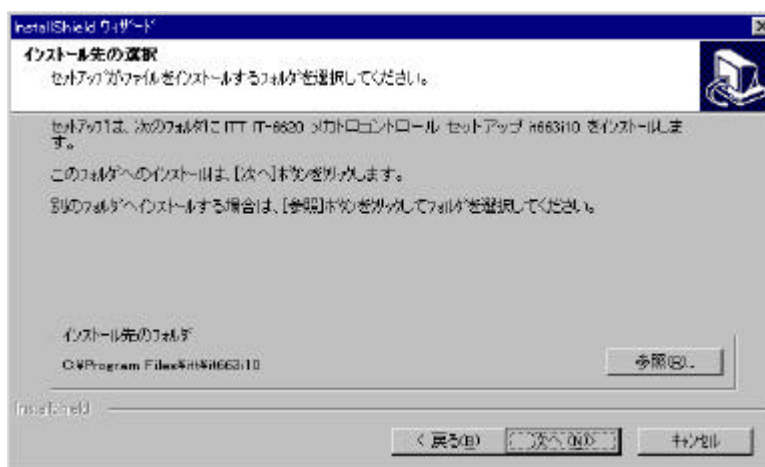 InstallShield ウィザード
インストール先の選択
セットアップがファイルをインストールするフォルダを選択してください。
セットアップは、次のフォルダに ITT IT-6620 メカトロコントロール セットアップ it663i10 をインストールしま
す。
このフォルダへのインストールは、[次へ]ボタンをクリックします。
別のフォルダへインストールする場合は、[参照]ボタンをクリックしてフォルダを選択してください。
インストール先のフォルダ
C:¥Program Files¥itt¥it663i10
参照(R)...
InstallShield
< 戻る(B)
次へ(N) >
キャンセル